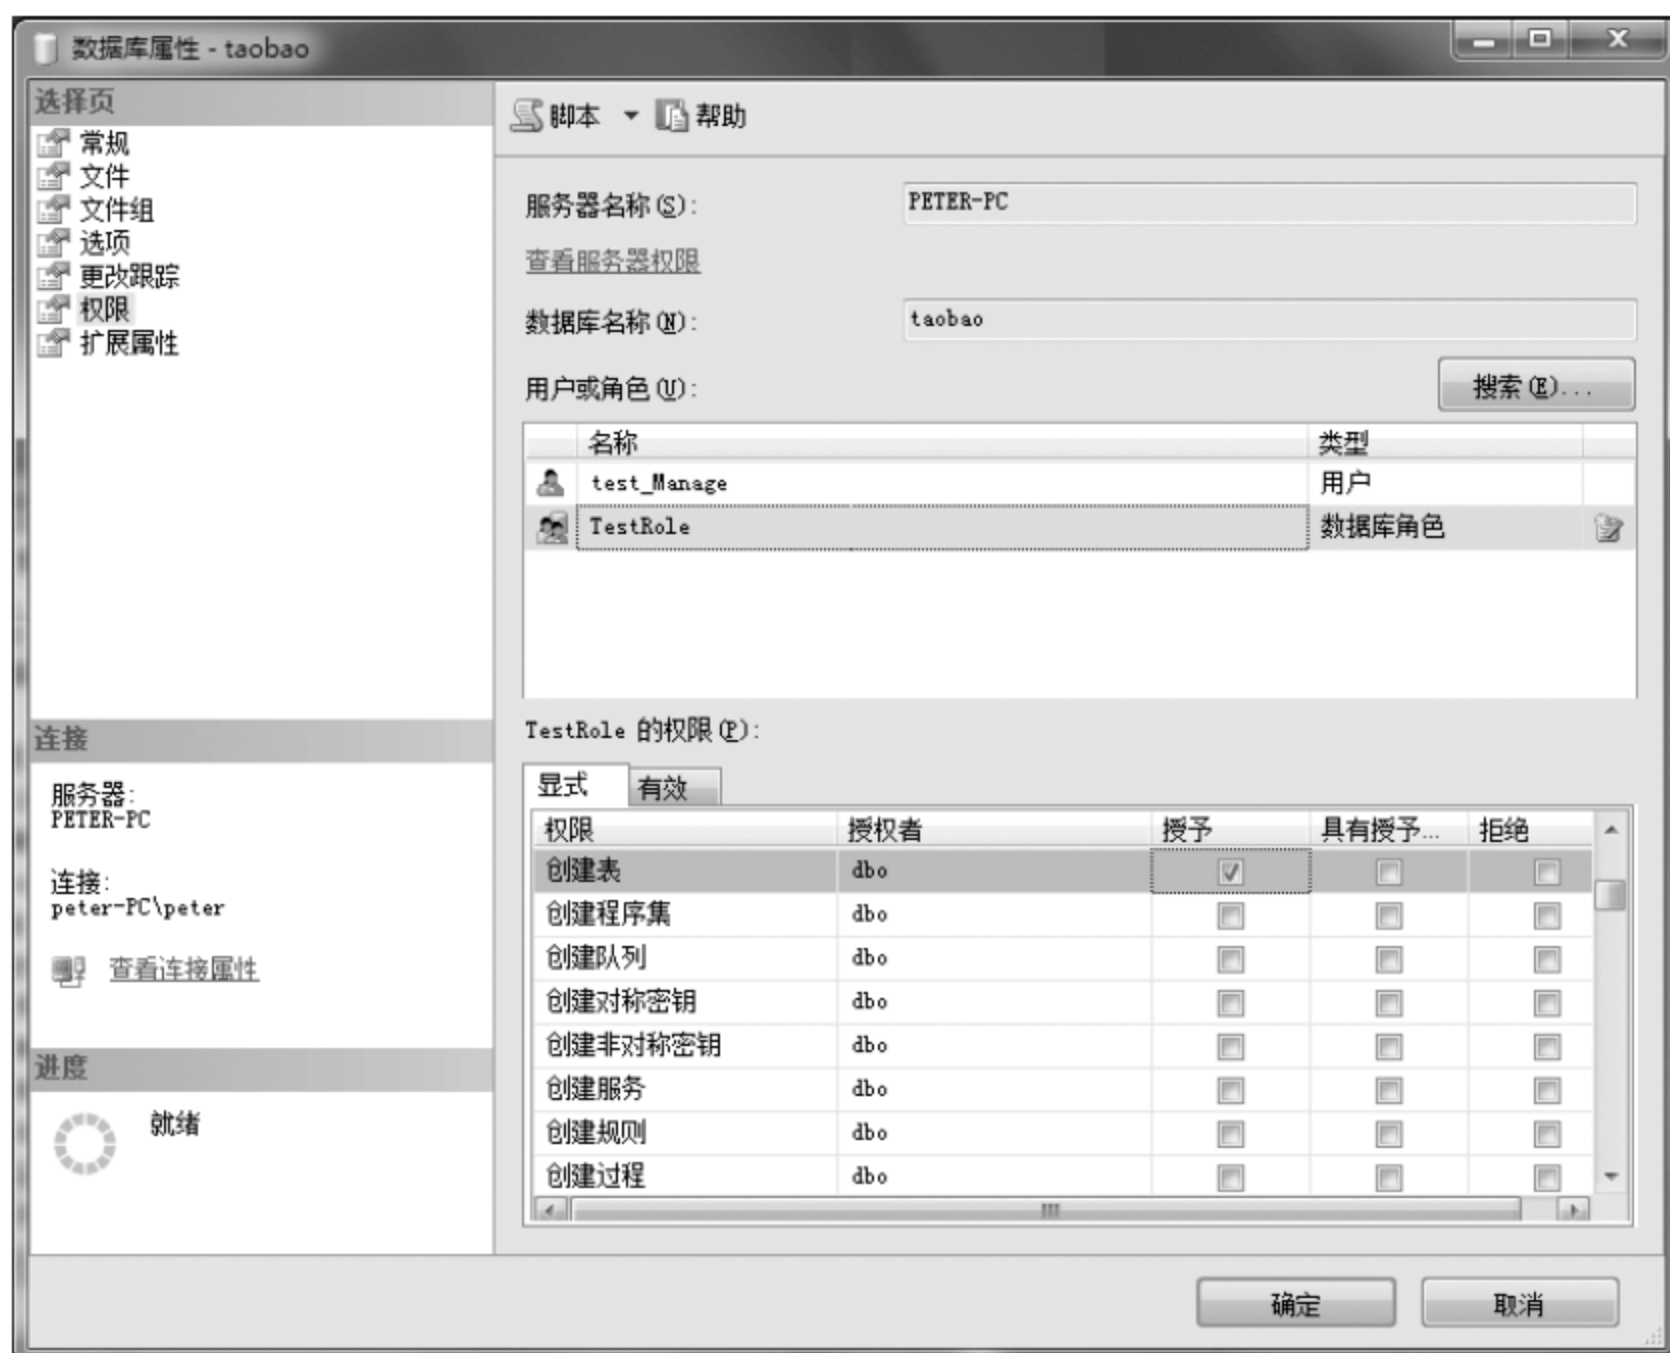 数据库属性 - taobao
选择页
常规
文件
文件组
选项
更改跟踪
权限
扩展属性
连接
服务器:
PETER-PC
连接:
peter-PC\peter
查看连接属性
进度
就绪
脚本 帮助
服务器名称(S): PETER-PC
查看服务器权限
数据库名称(N): taobao
用户或角色(U): 搜索(E)...
名称 类型
test_Manage 用户
TestRole 数据库角色
TestRole 的权限(P):
显式 有效
权限 授权者 授予 具有授予... 拒绝
创建表 dbo
创建程序集 dbo
创建队列 dbo
创建对称密钥 dbo
创建非对称密钥 dbo
创建服务 dbo
创建规则 dbo
创建过程 dbo
确定 取消